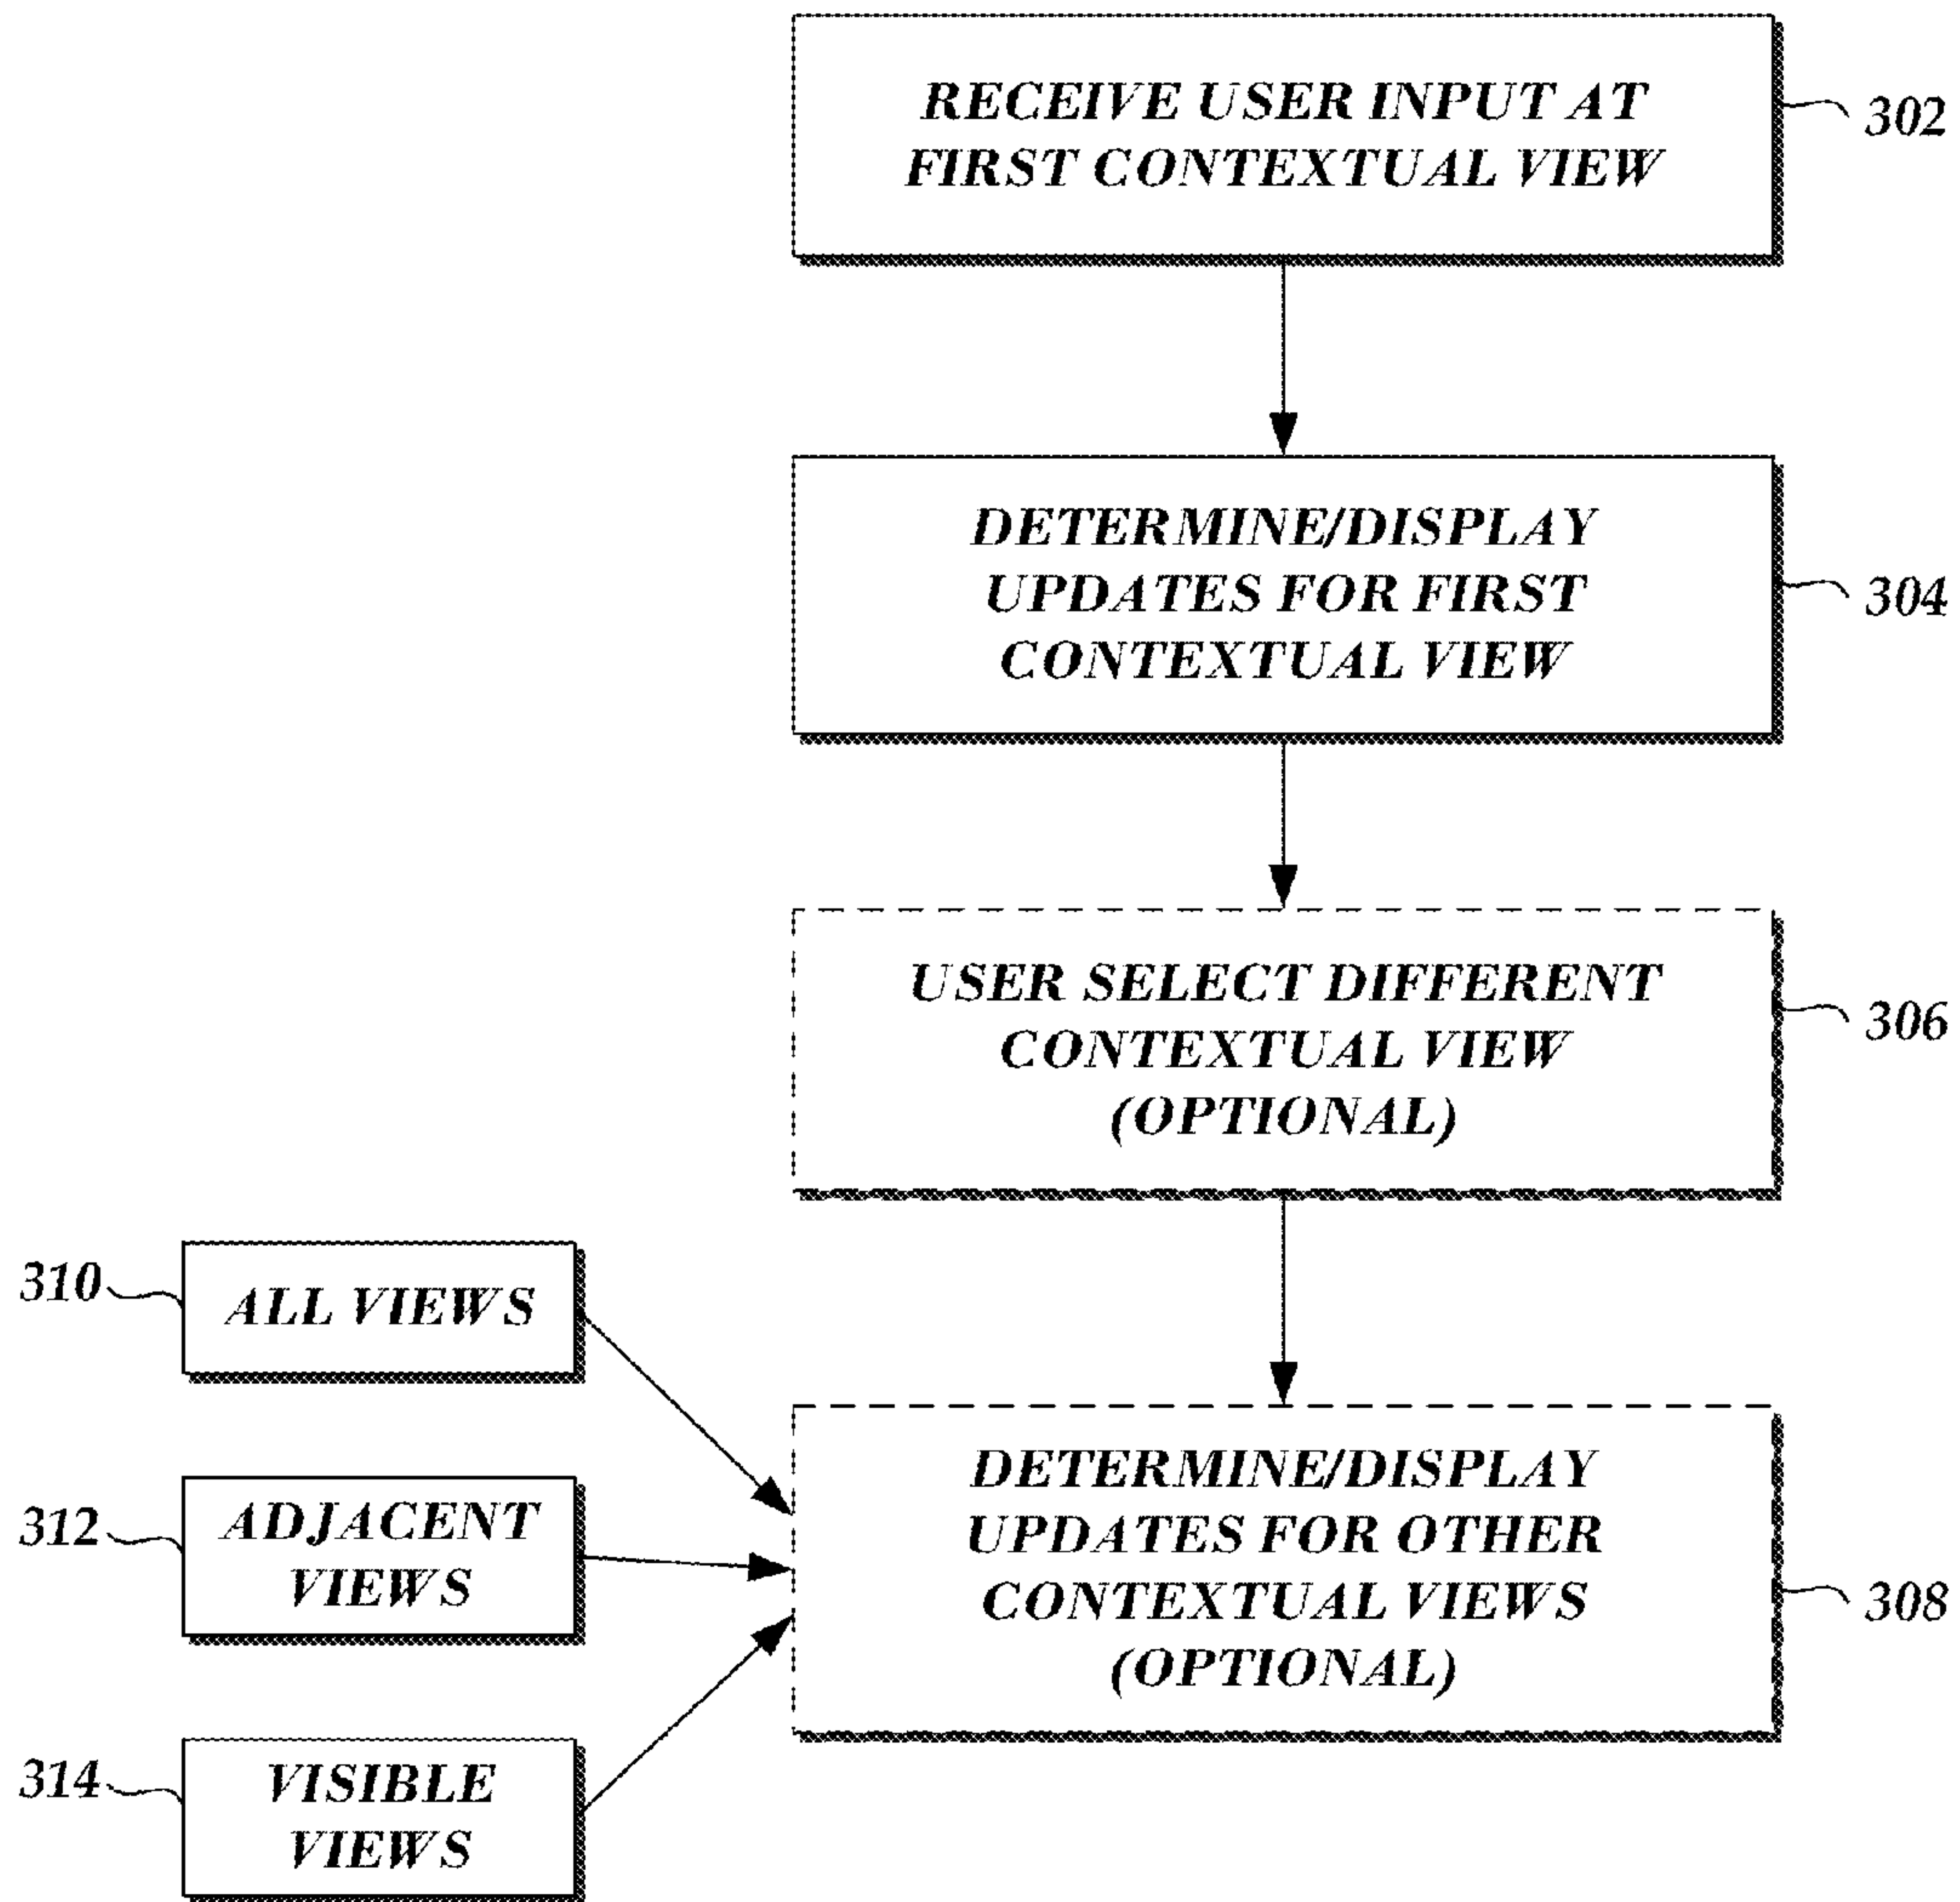 RECEIVE USER INPUT AT
FIRST CONTEXTUAL VIEW
302
DETERMINE/DISPLAY
UPDATES FOR FIRST
CONTEXTUAL VIEW
304
USER SELECT DIFFERENT
CONTEXTUAL VIEW
(OPTIONAL)
306
310
ALL VIEWS
312
ADJACENT
VIEWS
314
VISIBLE
VIEWS
DETERMINE/DISPLAY
UPDATES FOR OTHER
CONTEXTUAL VIEWS
(OPTIONAL)
308